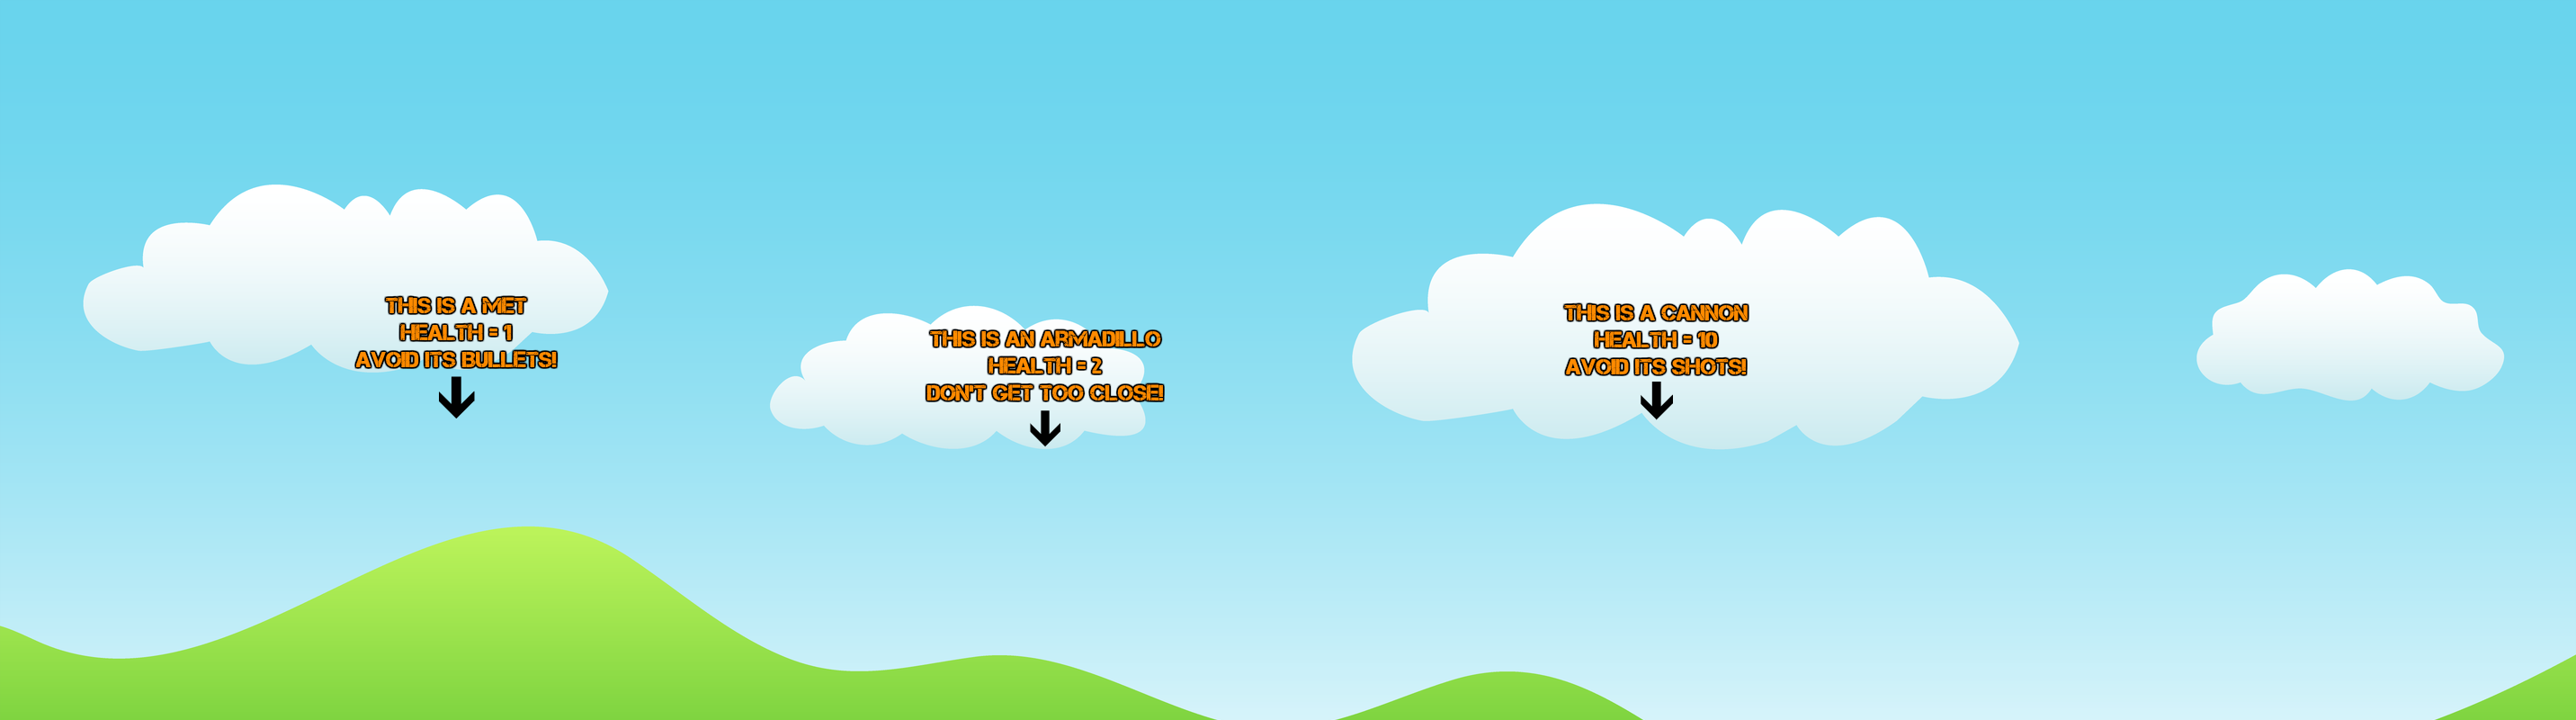 THIS IS A MET
HEALTH = 1
AVOID ITS BULLETS!
THIS IS AN ARMADILLO
HEALTH = 2
DON'T GET TOO CLOSE!
THIS IS A CANNON
HEALTH = 10
AVOID ITS SHOTS!